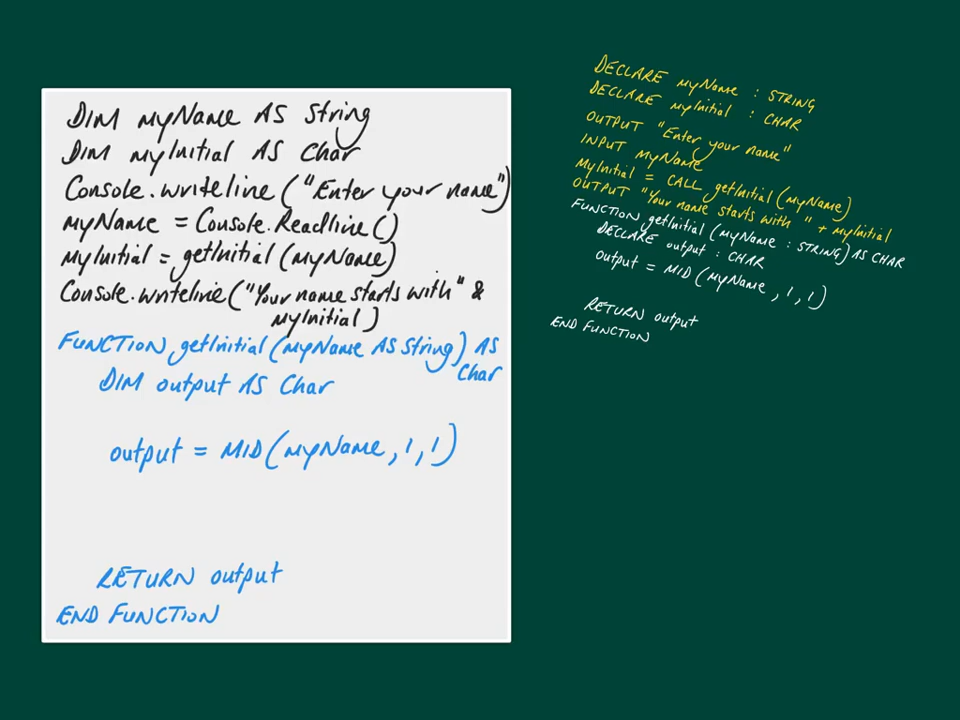 DIM myName AS String
DIM myInitial AS Char
Console.writeline ("Enter your name")
myName = Console.Readline()
myInitial = getInitial (myName)
Console.writeline ("Your name starts with" &
myInitial)
FUNCTION getInitial (myName AS String) AS
Char
DIM output AS Char
output = MID (myName, 1, 1)
RETURN output
END FUNCTION
DECLARE myName : STRING
DECLARE myInitial : CHAR
OUTPUT "Enter your name"
INPUT myName
MyInitial = CALL getInitial (myName)
OUTPUT "Your name starts with " + myInitial
FUNCTION getInitial (myName : STRING) AS CHAR
DECLARE output : CHAR
output = MID (myName, 1, 1)
RETURN output
END FUNCTION